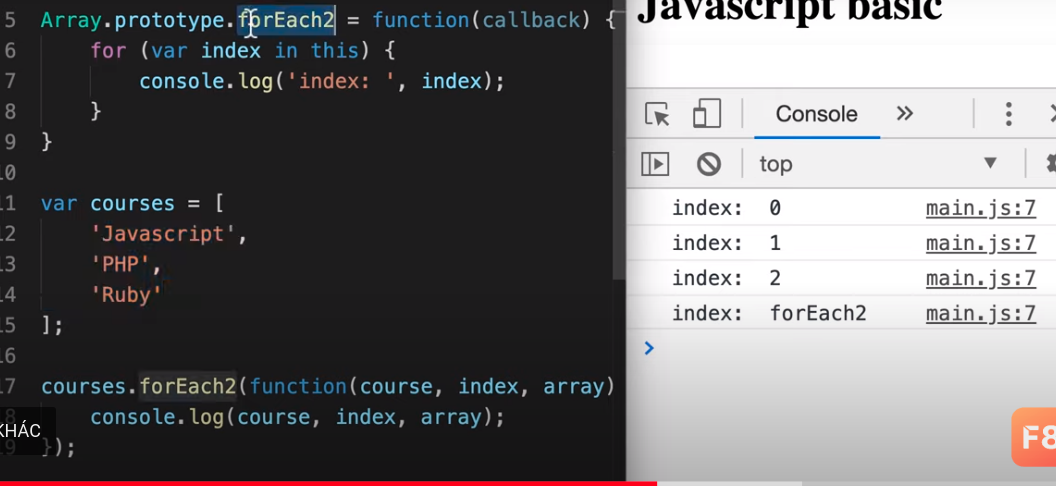 5 Array.prototype.forEach2 = function(callback) {
6 for (var index in this) {
7 console.log('index: ', index);
8 }
9 }
10
11 var courses = [
12 'Javascript',
13 'PHP',
14 'Ruby'
15 ];
16
17 courses.forEach2(function(course, index, array)
8 console.log(course, index, array);
9 });
KHÁC
Javascript basic
Console »
top
index: 0 main.js:7
index: 1 main.js:7
index: 2 main.js:7
index: forEach2 main.js:7
F8